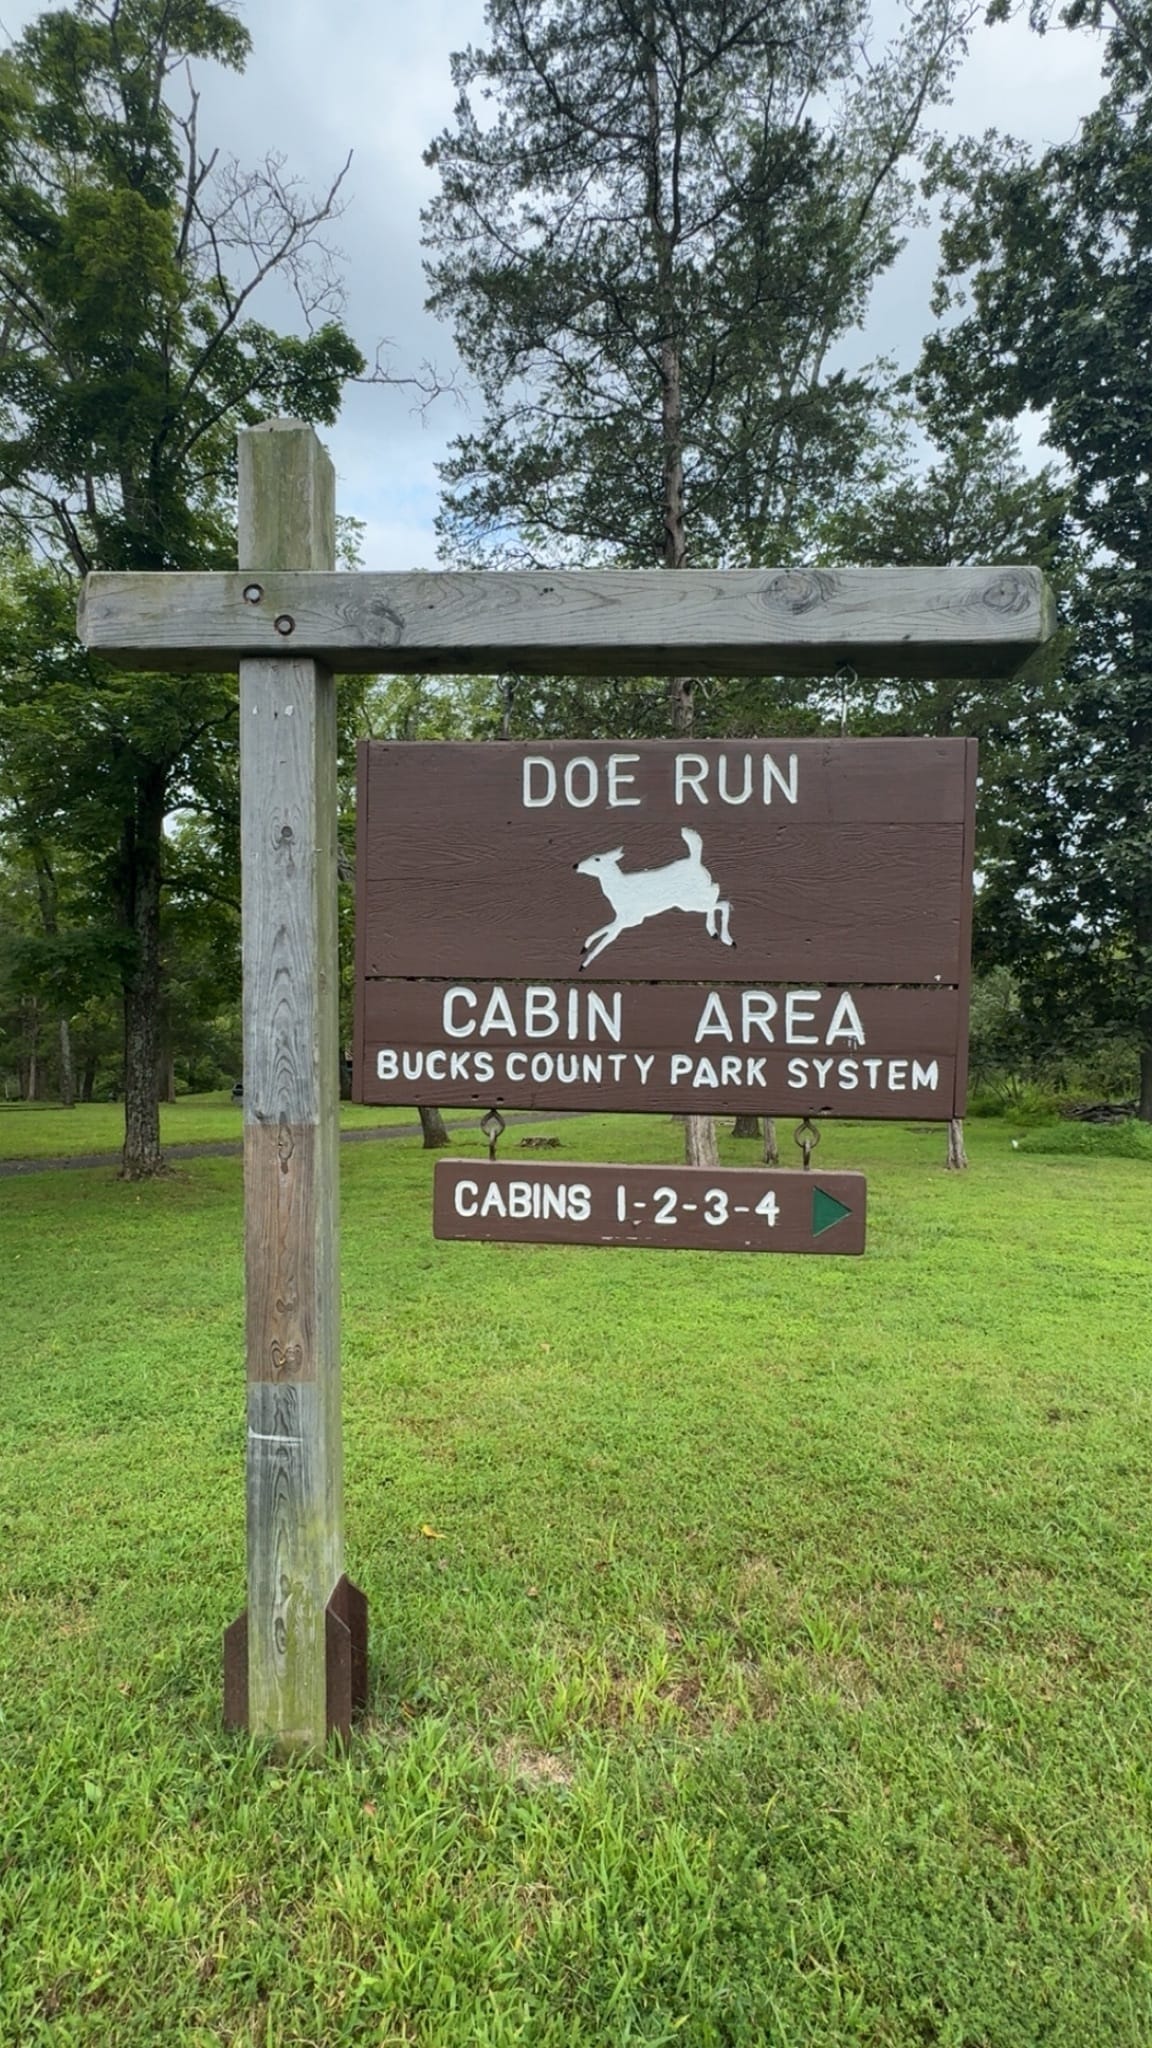 DOE RUN
CABIN AREA
BUCKS COUNTY PARK SYSTEM
CABINS 1-2-3-4